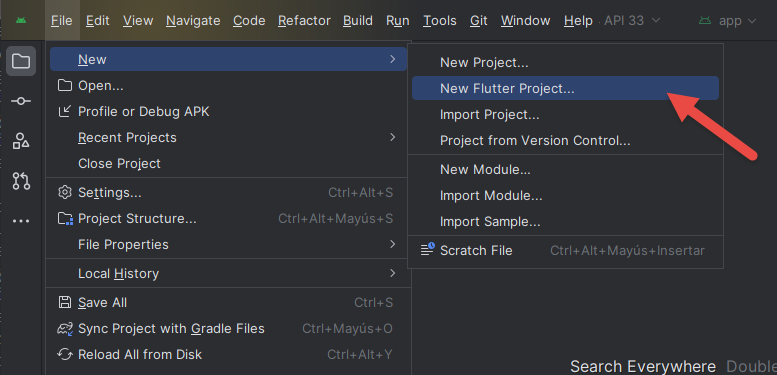 File Edit View Navigate Code Refactor Build Run Tools Git Window Help API 33 app
New
Open...
Profile or Debug APK
Recent Projects
Close Project
Settings... Ctrl+Alt+S
Project Structure... Ctrl+Alt+Mayús+S
File Properties
Local History
Save All Ctrl+S
Sync Project with Gradle Files Ctrl+Mayús+O
Reload All from Disk Ctrl+Alt+Y
New Project...
New Flutter Project...
Import Project...
Project from Version Control...
New Module...
Import Module...
Import Sample...
Scratch File Ctrl+Alt+Mayús+Insertar
Search Everywhere Double